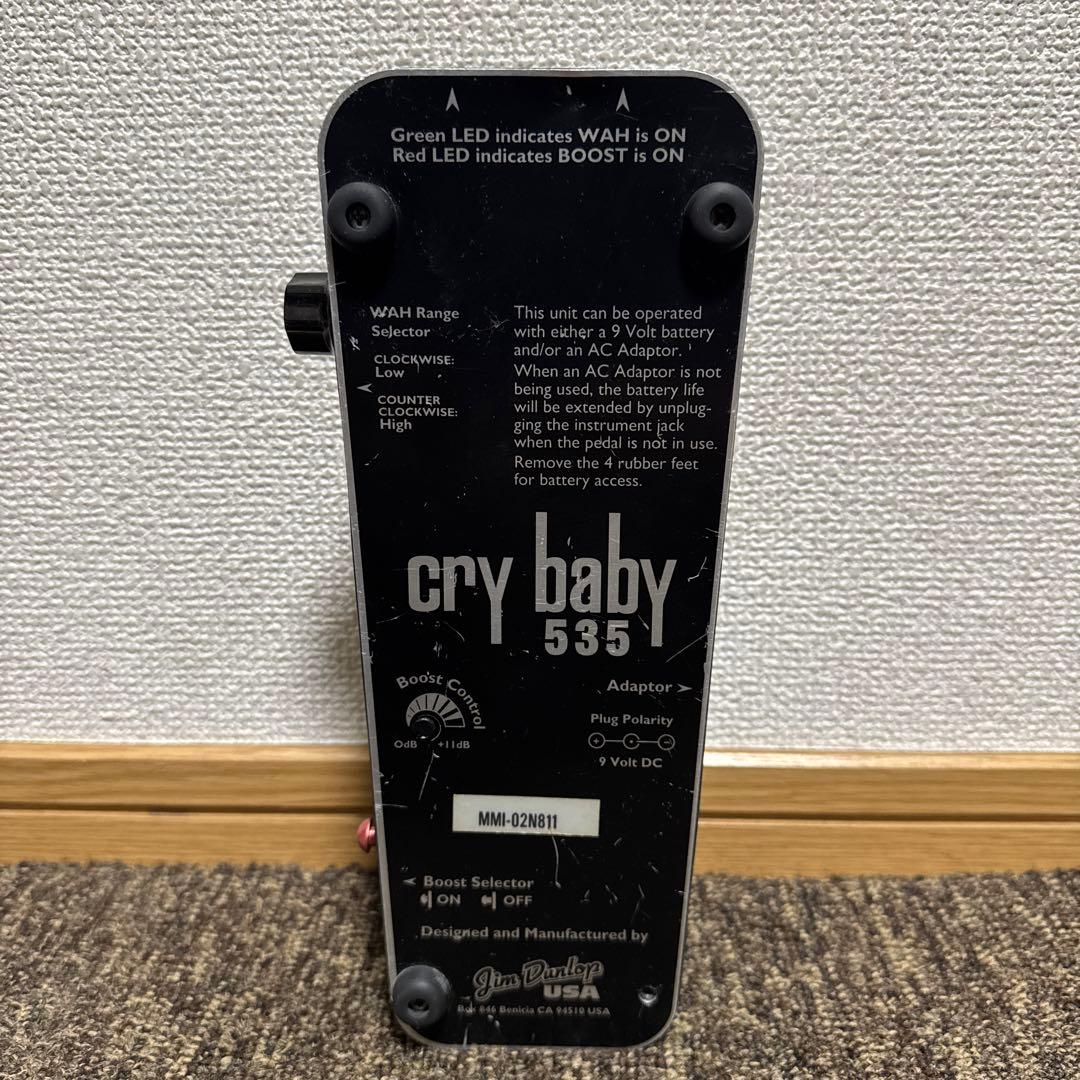 Green LED indicates WAH is ON
Red LED indicates BOOST is ON
WAH Range
Selector
CLOCKWISE:
Low
COUNTER
CLOCKWISE:
High
This unit can be operated
with either a 9 Volt battery
and/or an AC Adaptor.
When an AC Adaptor is not
being used, the battery life
will be extended by unplug-
ging the instrument jack
when the pedal is not in use.
Remove the 4 rubber feet
for battery access.
cry baby
535
Boost Control
0dB +11dB
Adaptor
Plug Polarity
9 Volt DC
MMI-02N811
Boost Selector
ON OFF
Designed and Manufactured by
Jim Dunlop
USA
Box 846 Benicia CA 94510 USA